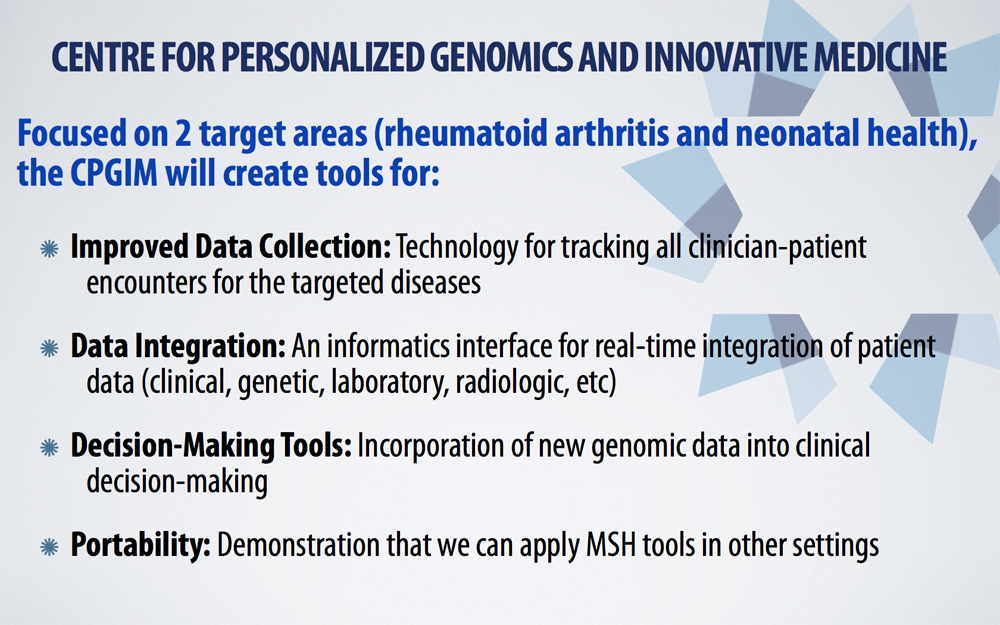 CENTRE FOR PERSONALIZED GENOMICS AND INNOVATIVE MEDICINE
Focused on 2 target areas (rheumatoid arthritis and neonatal health),
the CPGIM will create tools for:
Improved Data Collection: Technology for tracking all clinician-patient
encounters for the targeted diseases
Data Integration: An informatics interface for real-time integration of patient
data (clinical, genetic, laboratory, radiologic, etc)
Decision-Making Tools: Incorporation of new genomic data into clinical
decision-making
Portability: Demonstration that we can apply MSH tools in other settings